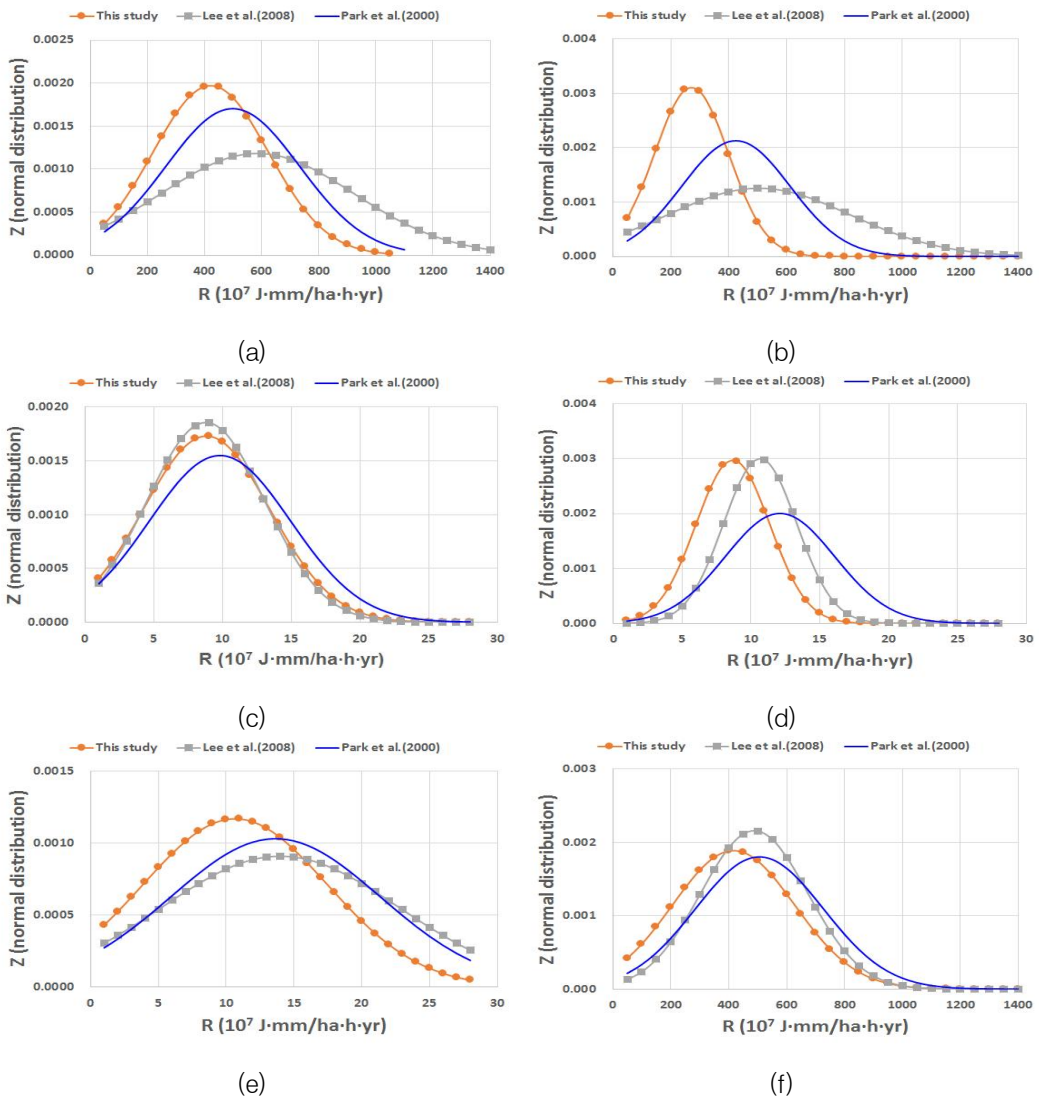 This study Lee et al.(2008) Park et al.(2000)
Z (normal distribution)
0.0025
0.0020
0.0015
0.0010
0.0005
0.0000
0 200 400 600 800 1000 1200 1400
R (10⁷ J·mm/ha·h·yr)
(a)
This study Lee et al.(2008) Park et al.(2000)
Z (normal distribution)
0.004
0.003
0.002
0.001
0.000
0 200 400 600 800 1000 1200 1400
R (10⁷ J·mm/ha·h·yr)
(b)
This study Lee et al.(2008) Park et al.(2000)
Z (normal distribution)
0.0020
0.0015
0.0010
0.0005
0.0000
0 5 10 15 20 25 30
R (10⁷ J·mm/ha·h·yr)
(c)
This study Lee et al.(2008) Park et al.(2000)
Z (normal distribution)
0.004
0.003
0.002
0.001
0.000
0 5 10 15 20 25 30
R (10⁷ J·mm/ha·h·yr)
(d)
This study Lee et al.(2008) Park et al.(2000)
Z (normal distribution)
0.0015
0.0010
0.0005
0.0000
0 5 10 15 20 25 30
R (10⁷ J·mm/ha·h·yr)
(e)
This study Lee et al.(2008) Park et al.(2000)
Z (normal distribution)
0.003
0.002
0.001
0.000
0 200 400 600 800 1000 1200 1400
R (10⁷ J·mm/ha·h·yr)
(f)